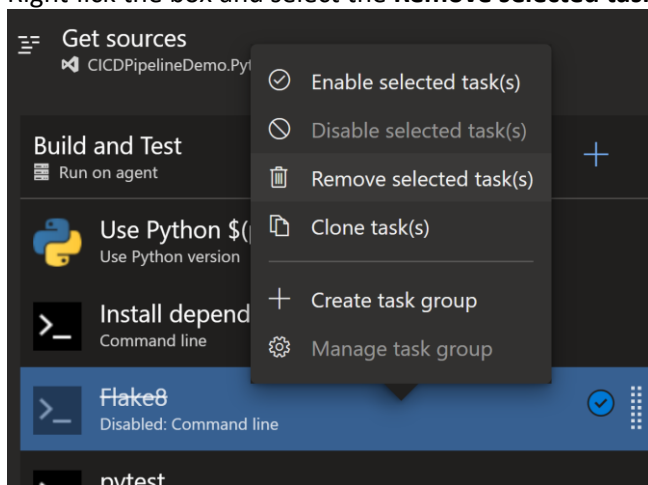 Right lick the box and select the Remove selected task
Get sources
CICDPipelineDemo.Pyt
Enable selected task(s)
Disable selected task(s)
Build and Test
Run on agent
Remove selected task(s)
Clone task(s)
Use Python $(
Use Python version
Create task group
Install depend
Command line
Manage task group
Flake8
Disabled: Command line
pytest